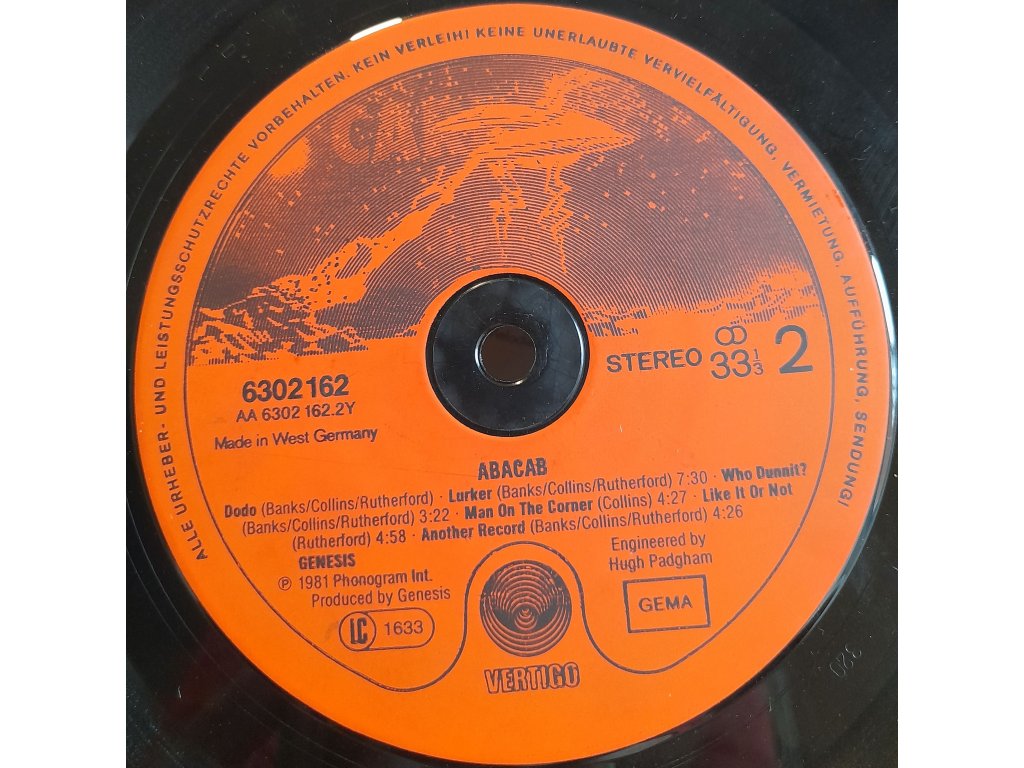 ALLE URHEBER- UND LEISTUNGSSCHUTZRECHTE VORBEHALTEN. KEIN VERLEIH! KEINE UNERLAUBTE VERVIELFÄLTIGUNG, VERMIETUNG, AUFFÜHRUNG, SENDUNG!
6302162
AA 6302 162.2Y
Made in West Germany
STEREO 33 1/3 2
ABACAB
Dodo (Banks/Collins/Rutherford) · Lurker (Banks/Collins/Rutherford) 7:30 · Who Dunnit?
(Banks/Collins/Rutherford) 3:22 · Man On The Corner (Collins) 4:27 · Like It Or Not
(Rutherford) 4:58 · Another Record (Banks/Collins/Rutherford) 4:26
GENESIS
℗ 1981 Phonogram Int.
Produced by Genesis
LC 1633
Engineered by
Hugh Padgham
GEMA
VERTIGO
320